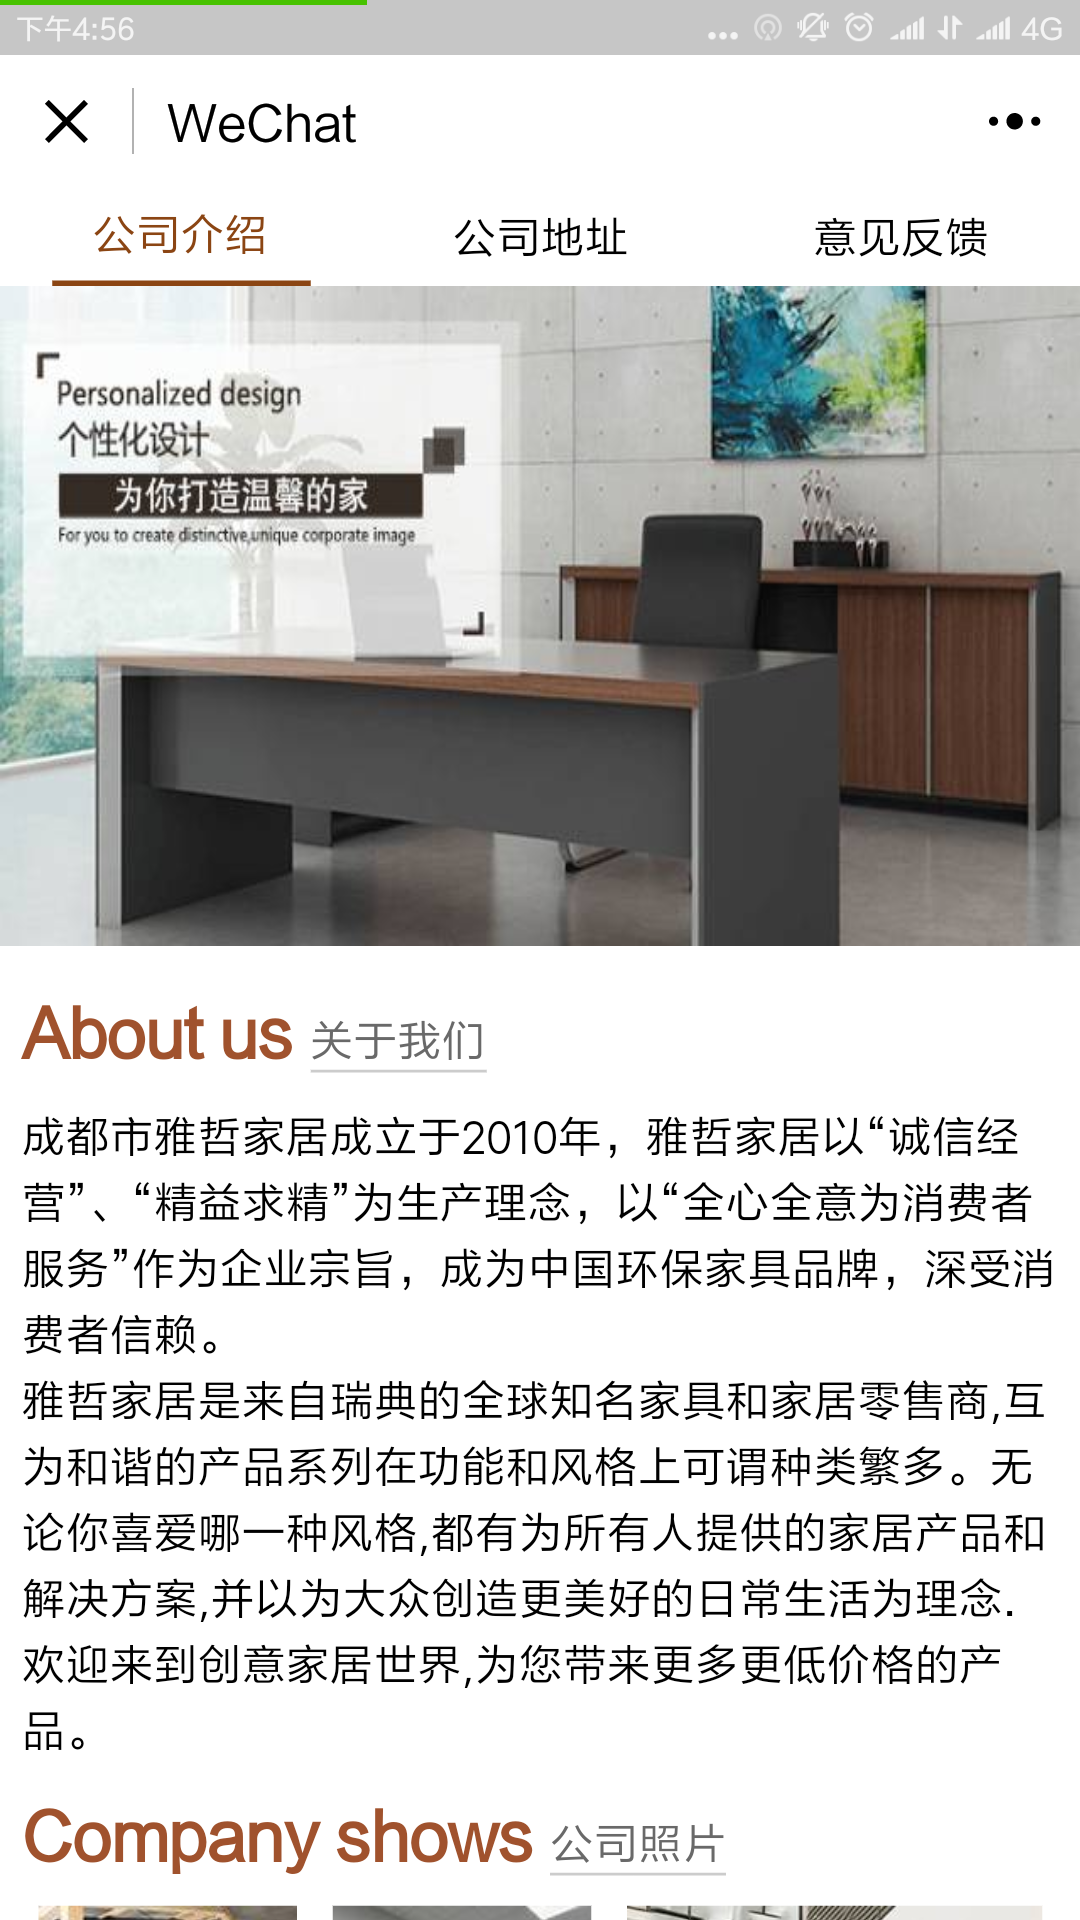 下午4:56
4G
WeChat
公司介绍 公司地址 意见反馈
Personalized design
个性化设计
为你打造温馨的家
For you to create distinctive,unique corporate image
About us 关于我们
成都市雅哲家居成立于2010年，雅哲家居以“诚信经
营”、“精益求精”为生产理念，以“全心全意为消费者
服务”作为企业宗旨，成为中国环保家具品牌，深受消
费者信赖。
雅哲家居是来自瑞典的全球知名家具和家居零售商,互
为和谐的产品系列在功能和风格上可谓种类繁多。无
论你喜爱哪一种风格,都有为所有人提供的家居产品和
解决方案,并以为大众创造更美好的日常生活为理念.
欢迎来到创意家居世界,为您带来更多更低价格的产
品。
Company shows 公司照片